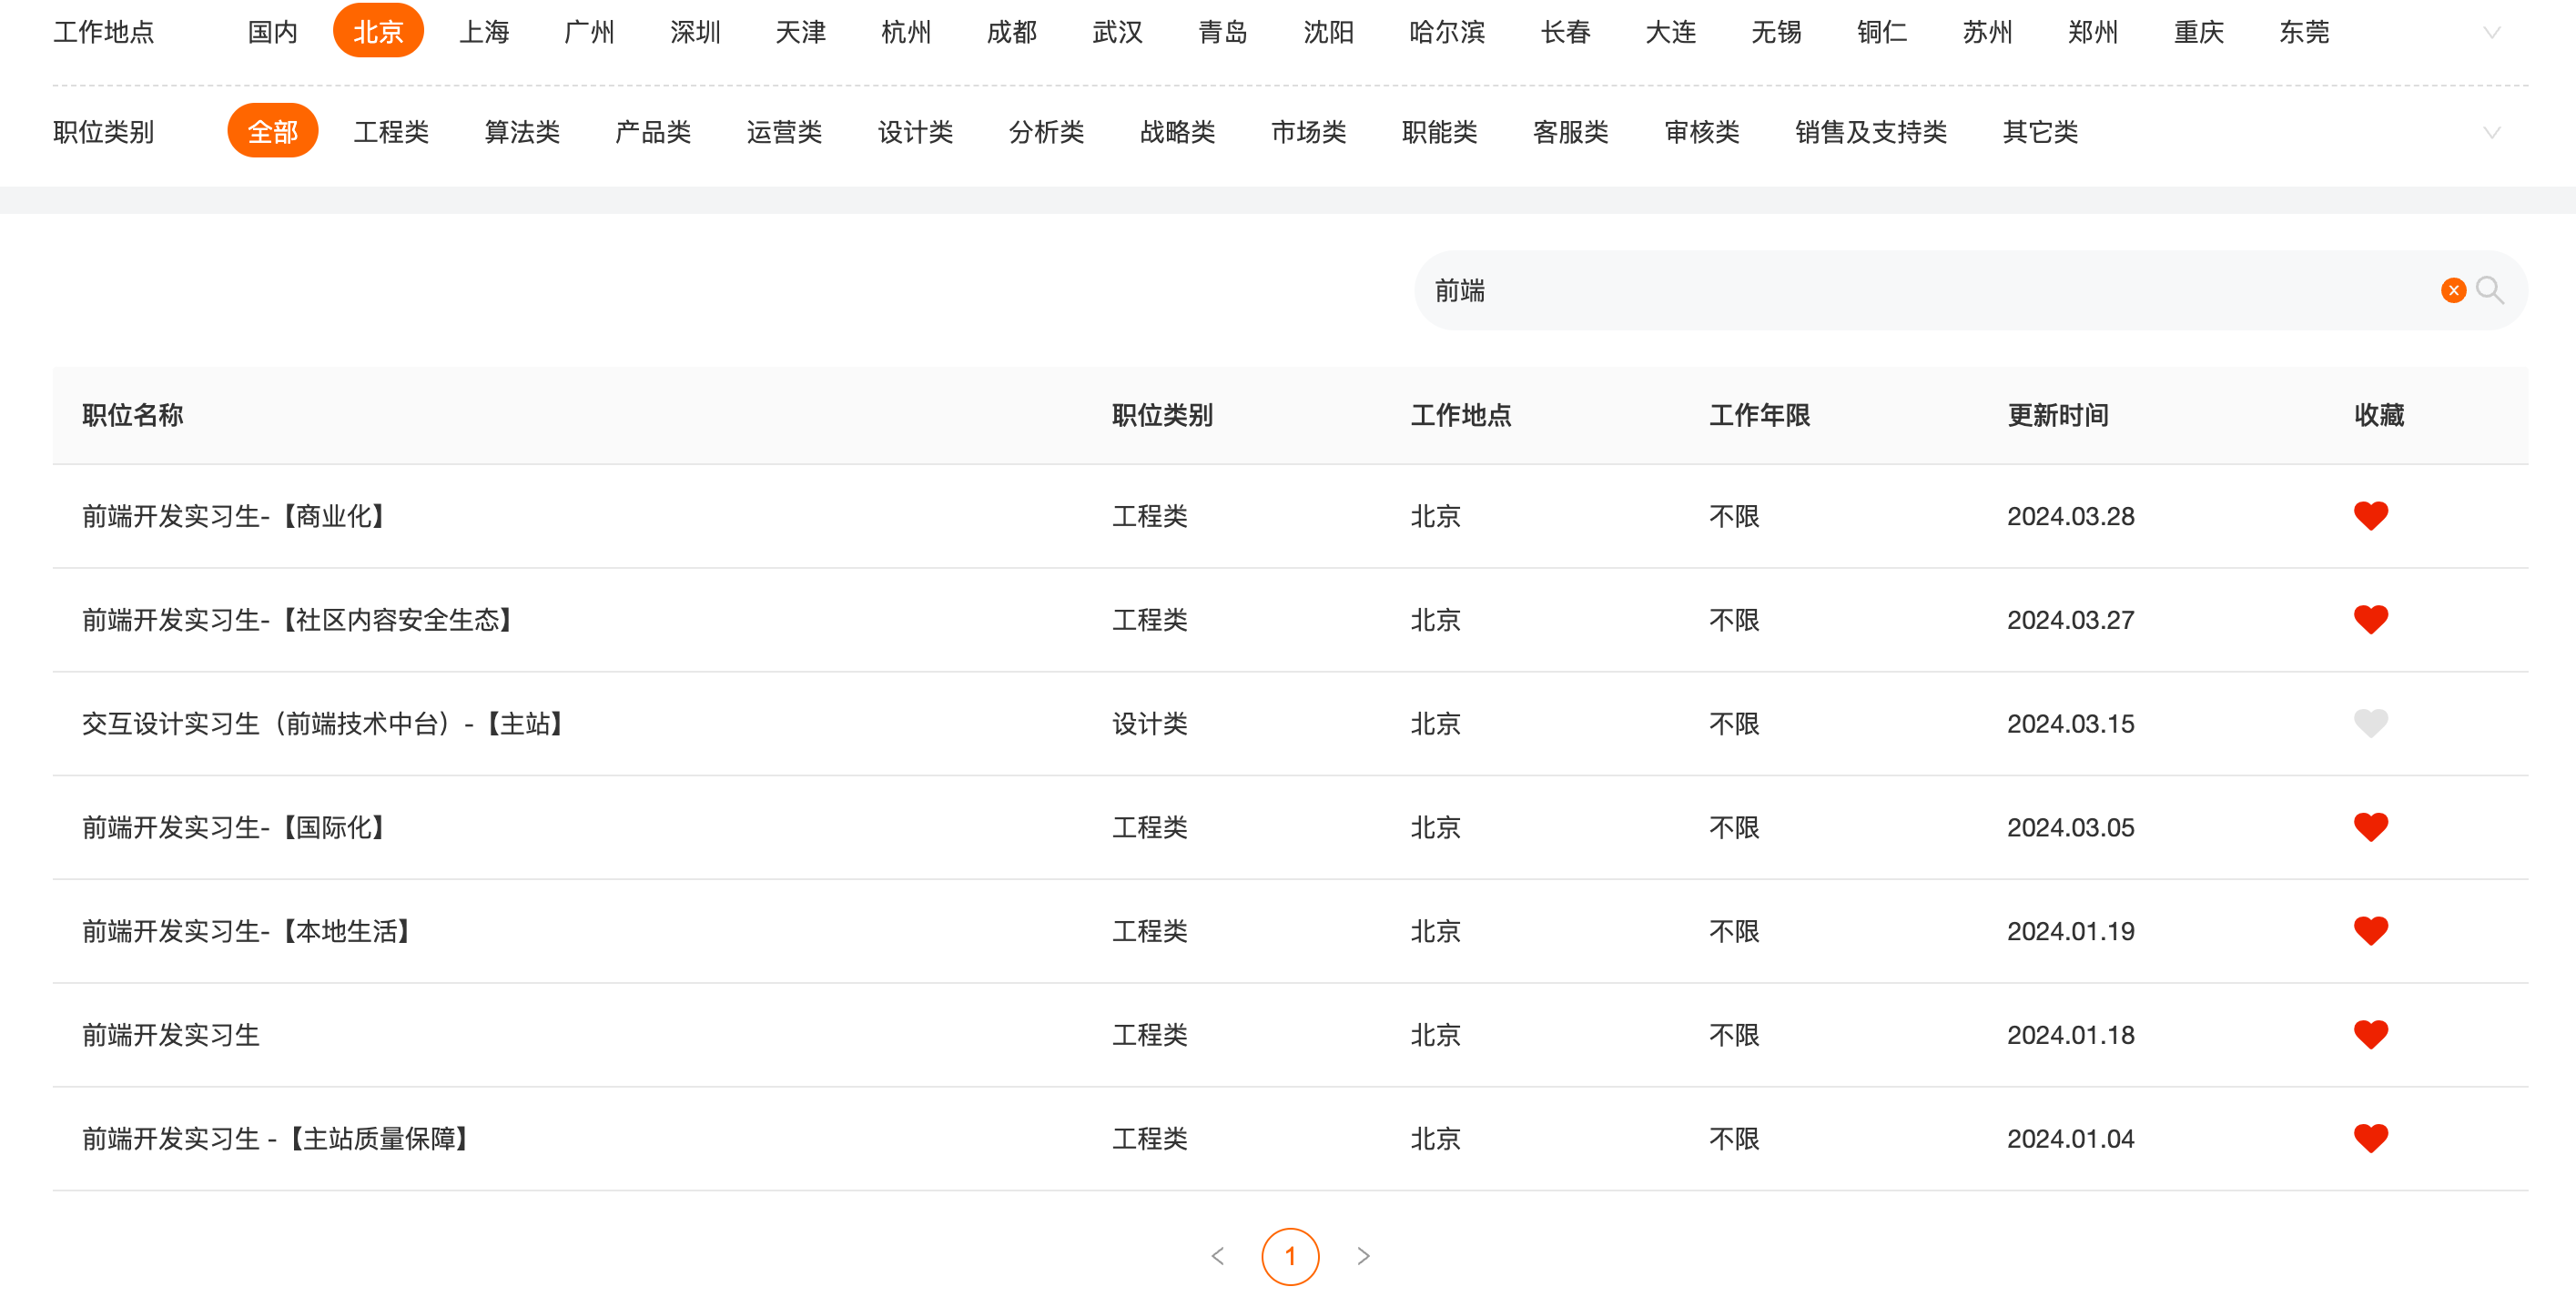 工作地点 国内 北京 上海 广州 深圳 天津 杭州 成都 武汉 青岛 沈阳 哈尔滨 长春 大连 无锡 铜仁 苏州 郑州 重庆 东莞
职位类别 全部 工程类 算法类 产品类 运营类 设计类 分析类 战略类 市场类 职能类 客服类 审核类 销售及支持类 其它类
前端
职位名称 职位类别 工作地点 工作年限 更新时间 收藏
前端开发实习生-【商业化】 工程类 北京 不限 2024.03.28
前端开发实习生-【社区内容安全生态】 工程类 北京 不限 2024.03.27
交互设计实习生（前端技术中台）-【主站】 设计类 北京 不限 2024.03.15
前端开发实习生-【国际化】 工程类 北京 不限 2024.03.05
前端开发实习生-【本地生活】 工程类 北京 不限 2024.01.19
前端开发实习生 工程类 北京 不限 2024.01.18
前端开发实习生 -【主站质量保障】 工程类 北京 不限 2024.01.04
1